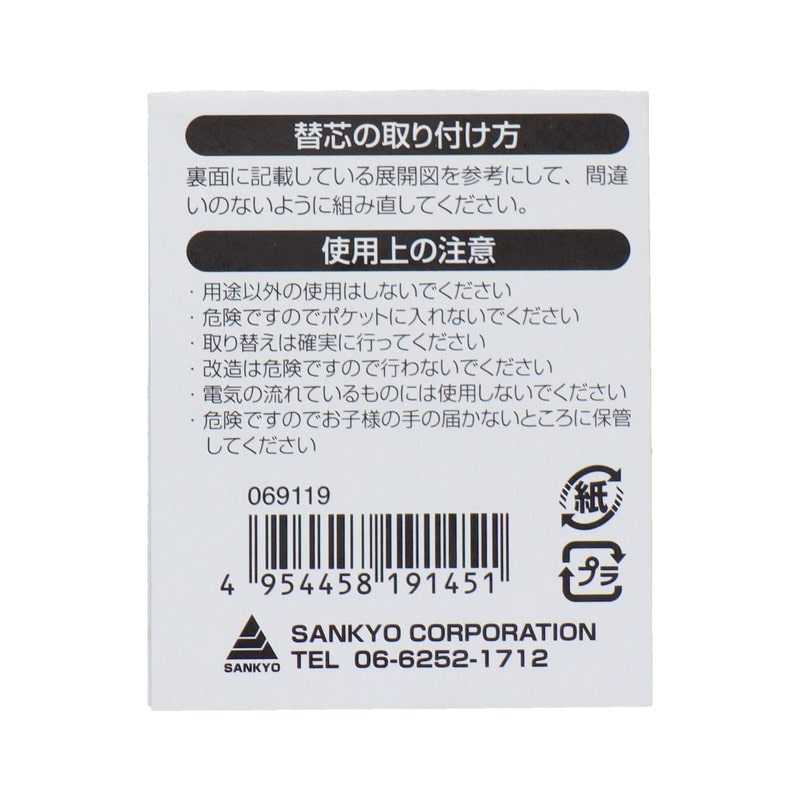 替芯の取り付け方
裏面に記載している展開図を参考にして、間違
いのないように組み直してください。
使用上の注意
・用途以外の使用はしないでください
・危険ですのでポケットに入れないでください
・取り替えは確実に行ってください
・改造は危険ですので行わないでください
・電気の流れているものには使用しないでください
・危険ですのでお子様の手の届かないところに保管
してください
069119
紙
4 954458 191451
プラ
SANKYO
SANKYO CORPORATION
TEL 06-6252-1712